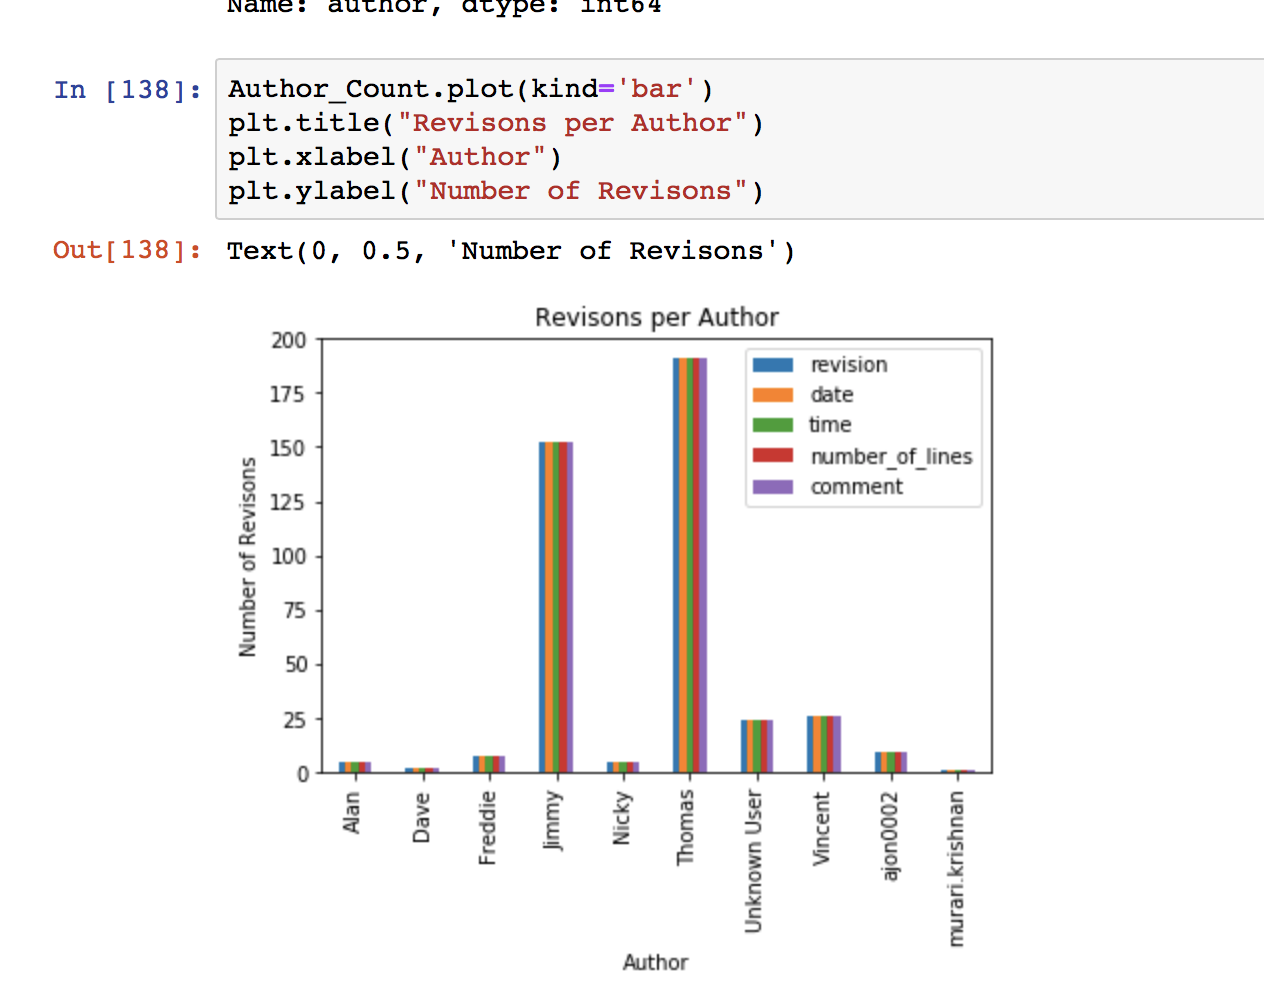 Name: author, dtype: int64
In [138]:
Author_Count.plot(kind='bar')
plt.title("Revisons per Author")
plt.xlabel("Author")
plt.ylabel("Number of Revisons")
Out[138]: Text(0, 0.5, 'Number of Revisons')
Revisons per Author
revision
date
time
number_of_lines
comment
Number of Revisons
200
175
150
125
100
75
50
25
0
Alan
Dave
Freddie
Jimmy
Nicky
Thomas
Unknown User
Vincent
ajon0002
murari.krishnan
Author